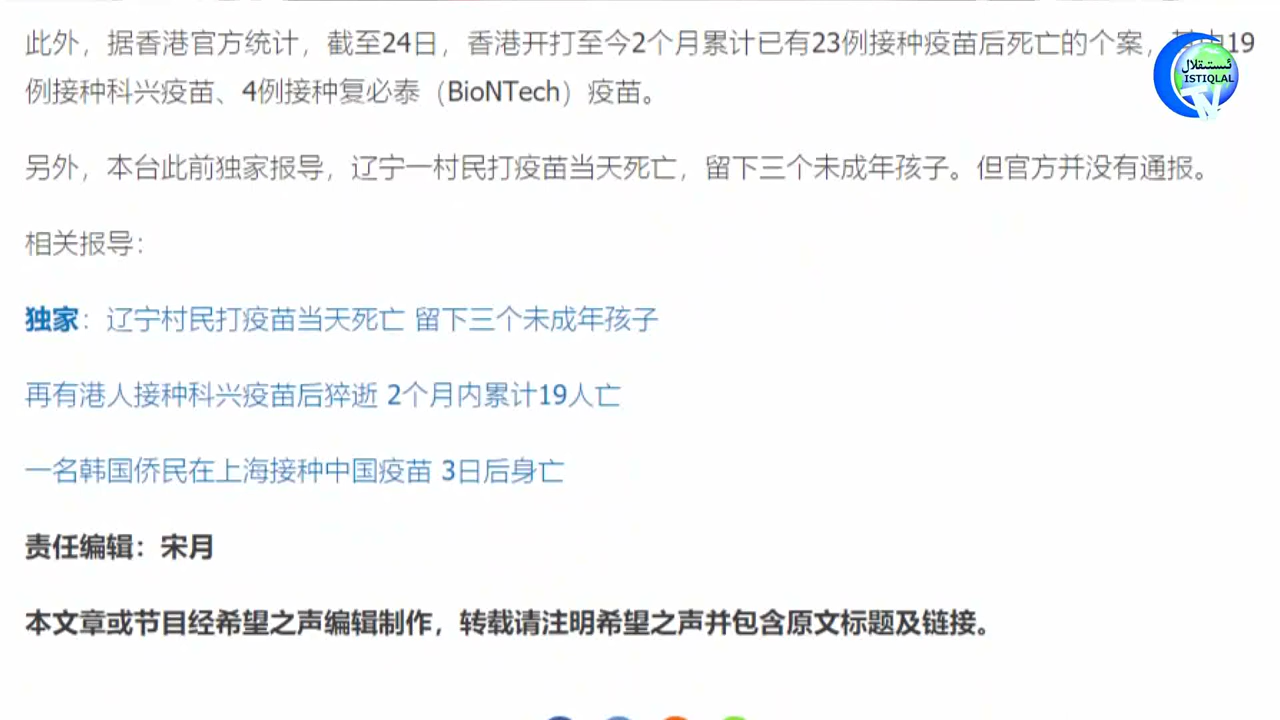 此外，据香港官方统计，截至24日，香港开打至今2个月累计已有23例接种疫苗后死亡的个案，其中19
例接种科兴疫苗、4例接种复必泰（BioNTech）疫苗。
另外，本台此前独家报导，辽宁一村民打疫苗当天死亡，留下三个未成年孩子。但官方并没有通报。
相关报导：
独家：辽宁村民打疫苗当天死亡 留下三个未成年孩子
再有港人接种科兴疫苗后猝逝 2个月内累计19人亡
一名韩国侨民在上海接种中国疫苗 3日后身亡
责任编辑：宋月
本文章或节目经希望之声编辑制作，转载请注明希望之声并包含原文标题及链接。
ئىستىقلال
ISTIQLAL
TV